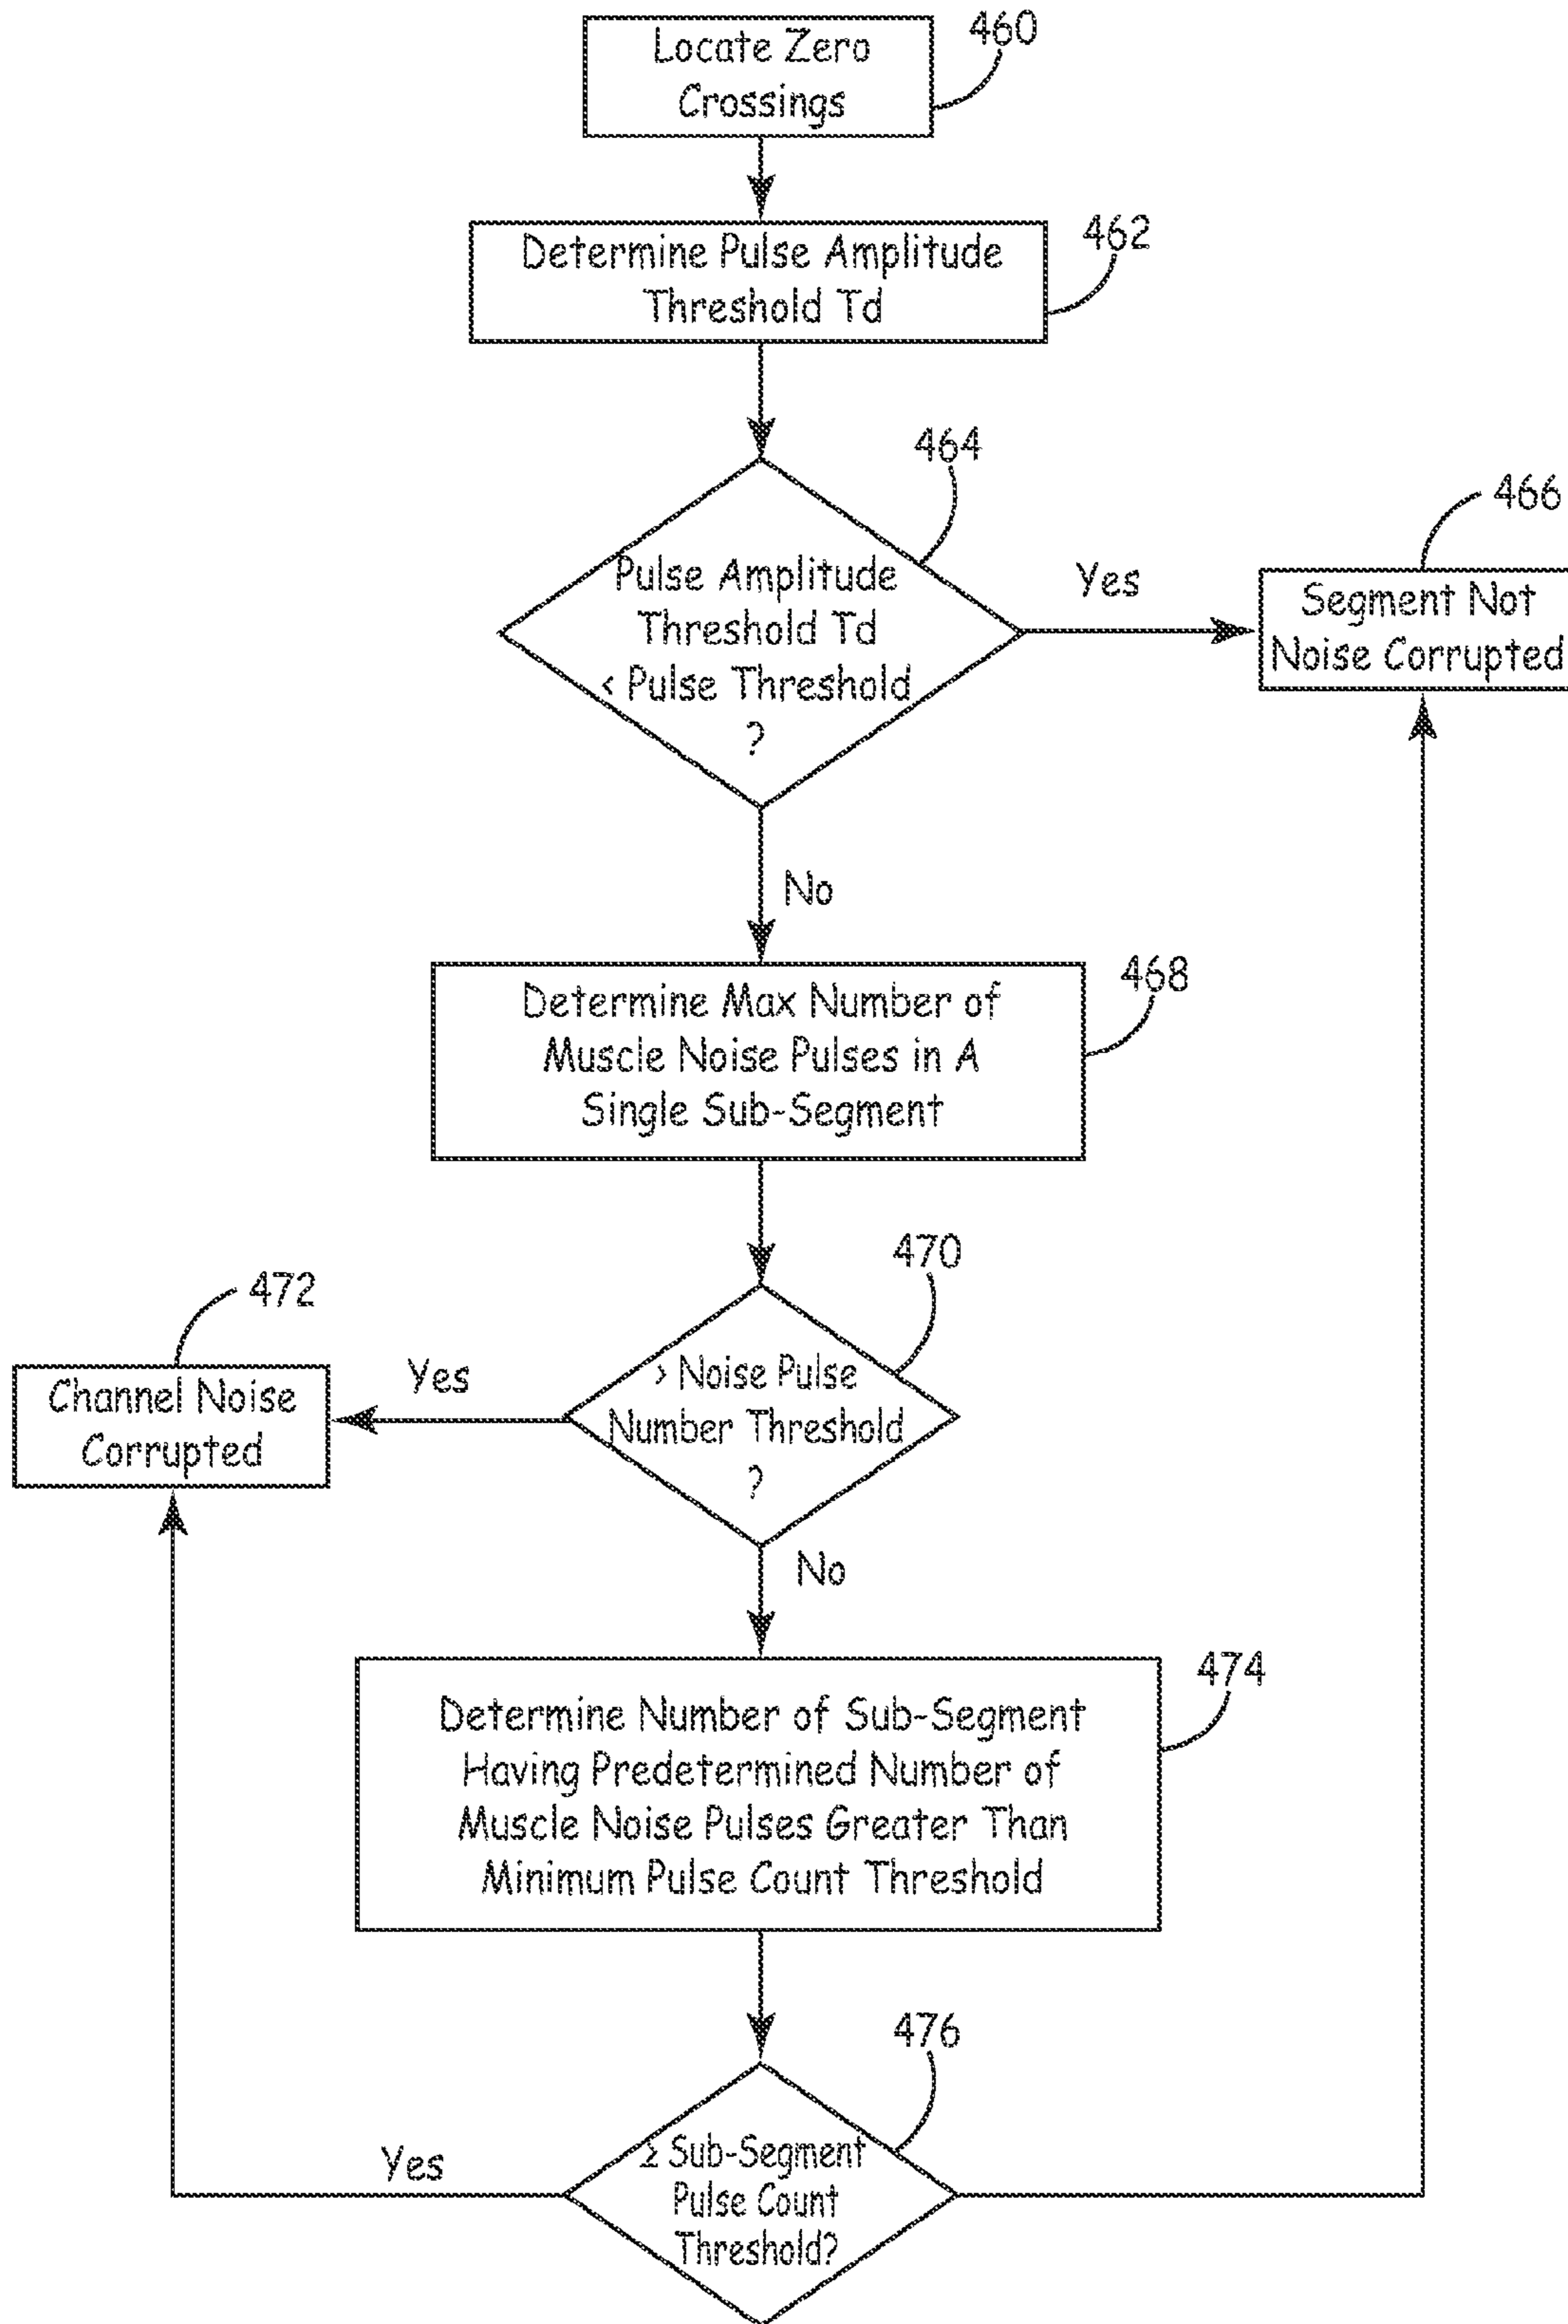 Locate Zero
Crossings
460
Determine Pulse Amplitude
Threshold Td
462
464
Pulse Amplitude
Threshold Td
< Pulse Threshold
?
Yes
466
Segment Not
Noise Corrupted
No
Determine Max Number of
Muscle Noise Pulses in A
Single Sub-Segment
468
470
> Noise Pulse
Number Threshold
?
Yes
472
Channel Noise
Corrupted
No
Determine Number of Sub-Segment
Having Predetermined Number of
Muscle Noise Pulses Greater Than
Minimum Pulse Count Threshold
474
476
≥ Sub-Segment
Pulse Count
Threshold?
Yes